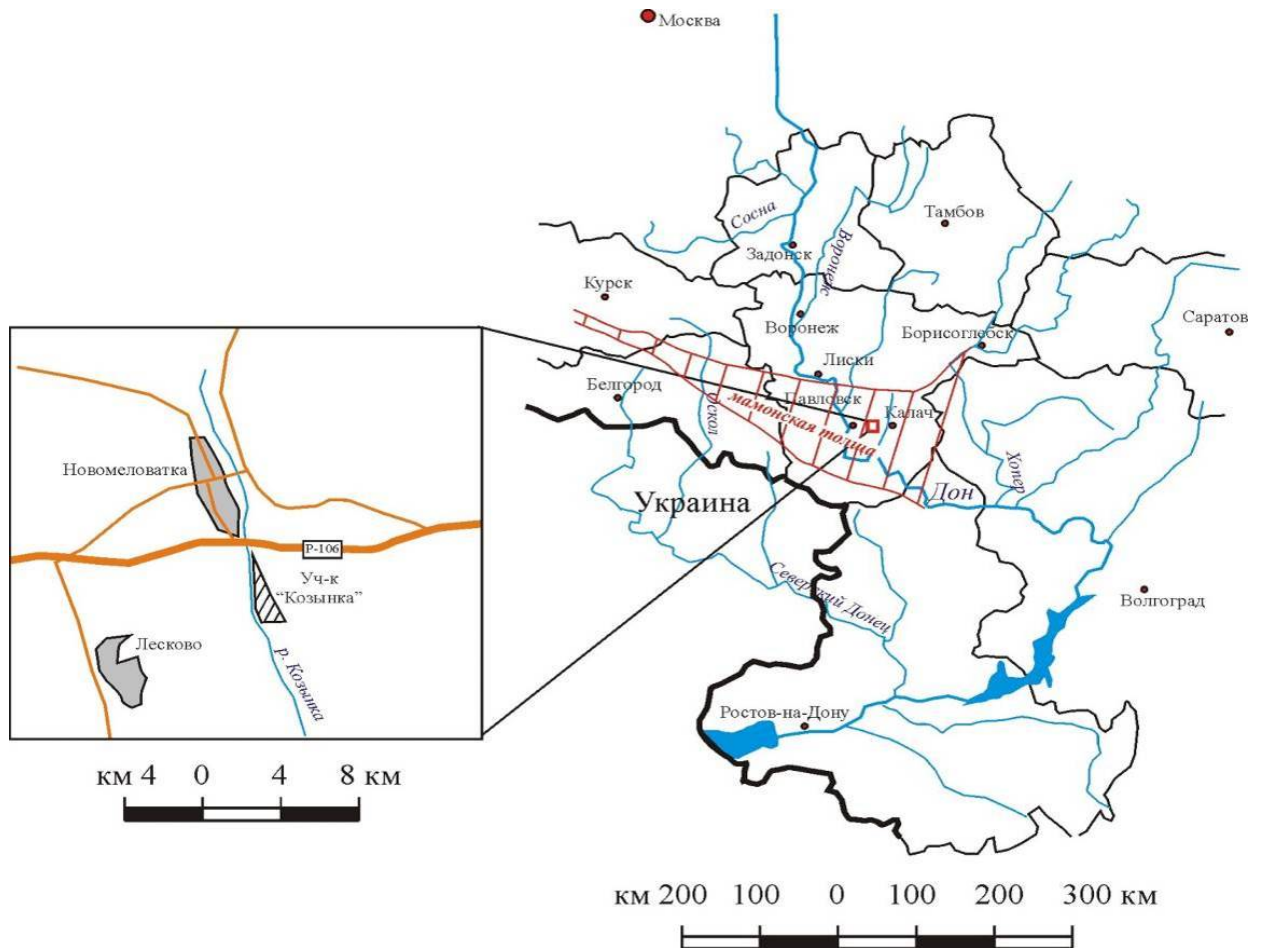 Москва
Тамбов
Сосна
Воронеж
Задонск
Курск
Воронеж
Борисоглебск
Саратов
Лиски
Белгород
Оскол
Павловск
Калач
мамонская толща
Хопер
Дон
Украина
Северский Донец
Волгоград
Ростов-на-Дону
Новомеловатка
Р-106
Уч-к
“Козынка”
Лесково
р. Козынка
км 4 0 4 8 км
км 200 100 0 100 200 300 км